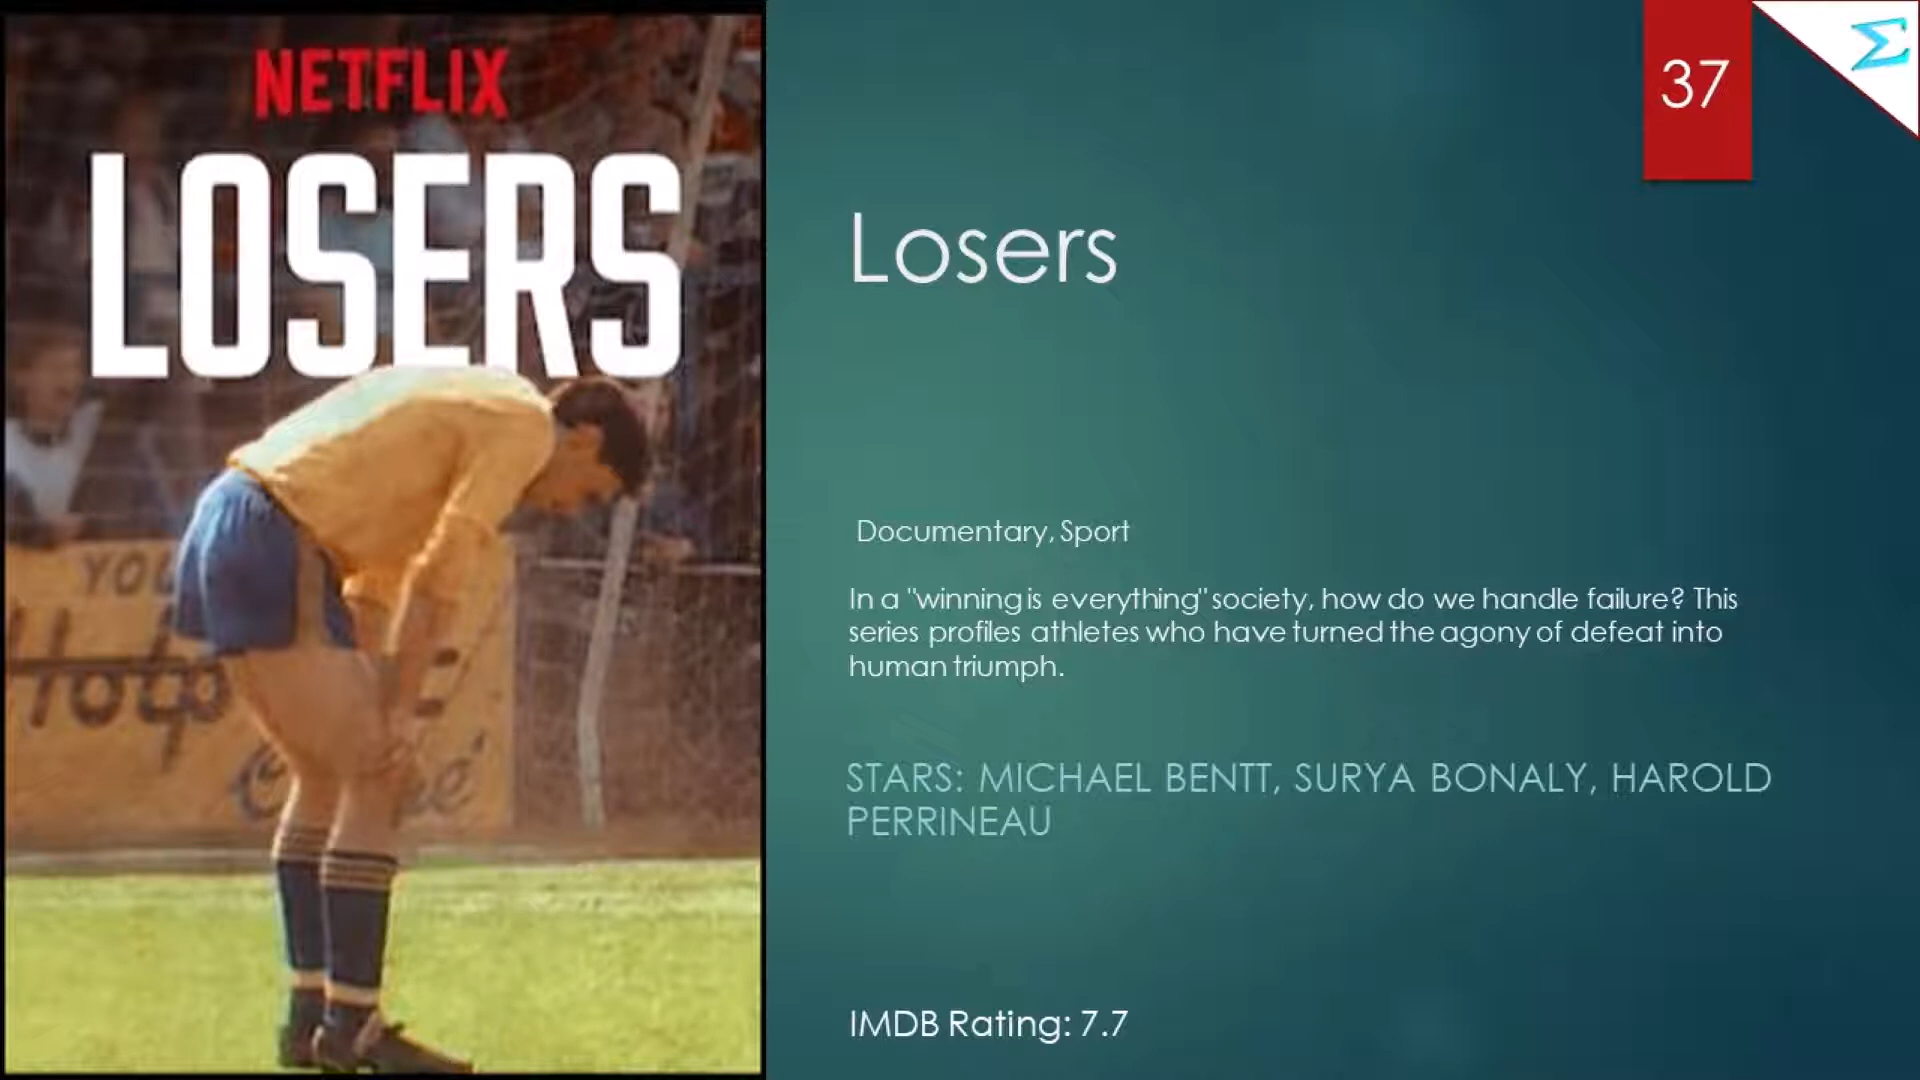 NETFLIX
LOSERS
YOU
37
Losers
Documentary, Sport
In a "winning is everything" society, how do we handle failure? This
series profiles athletes who have turned the agony of defeat into
human triumph.
STARS: MICHAEL BENTT, SURYA BONALY, HAROLD
PERRINEAU
IMDB Rating: 7.7